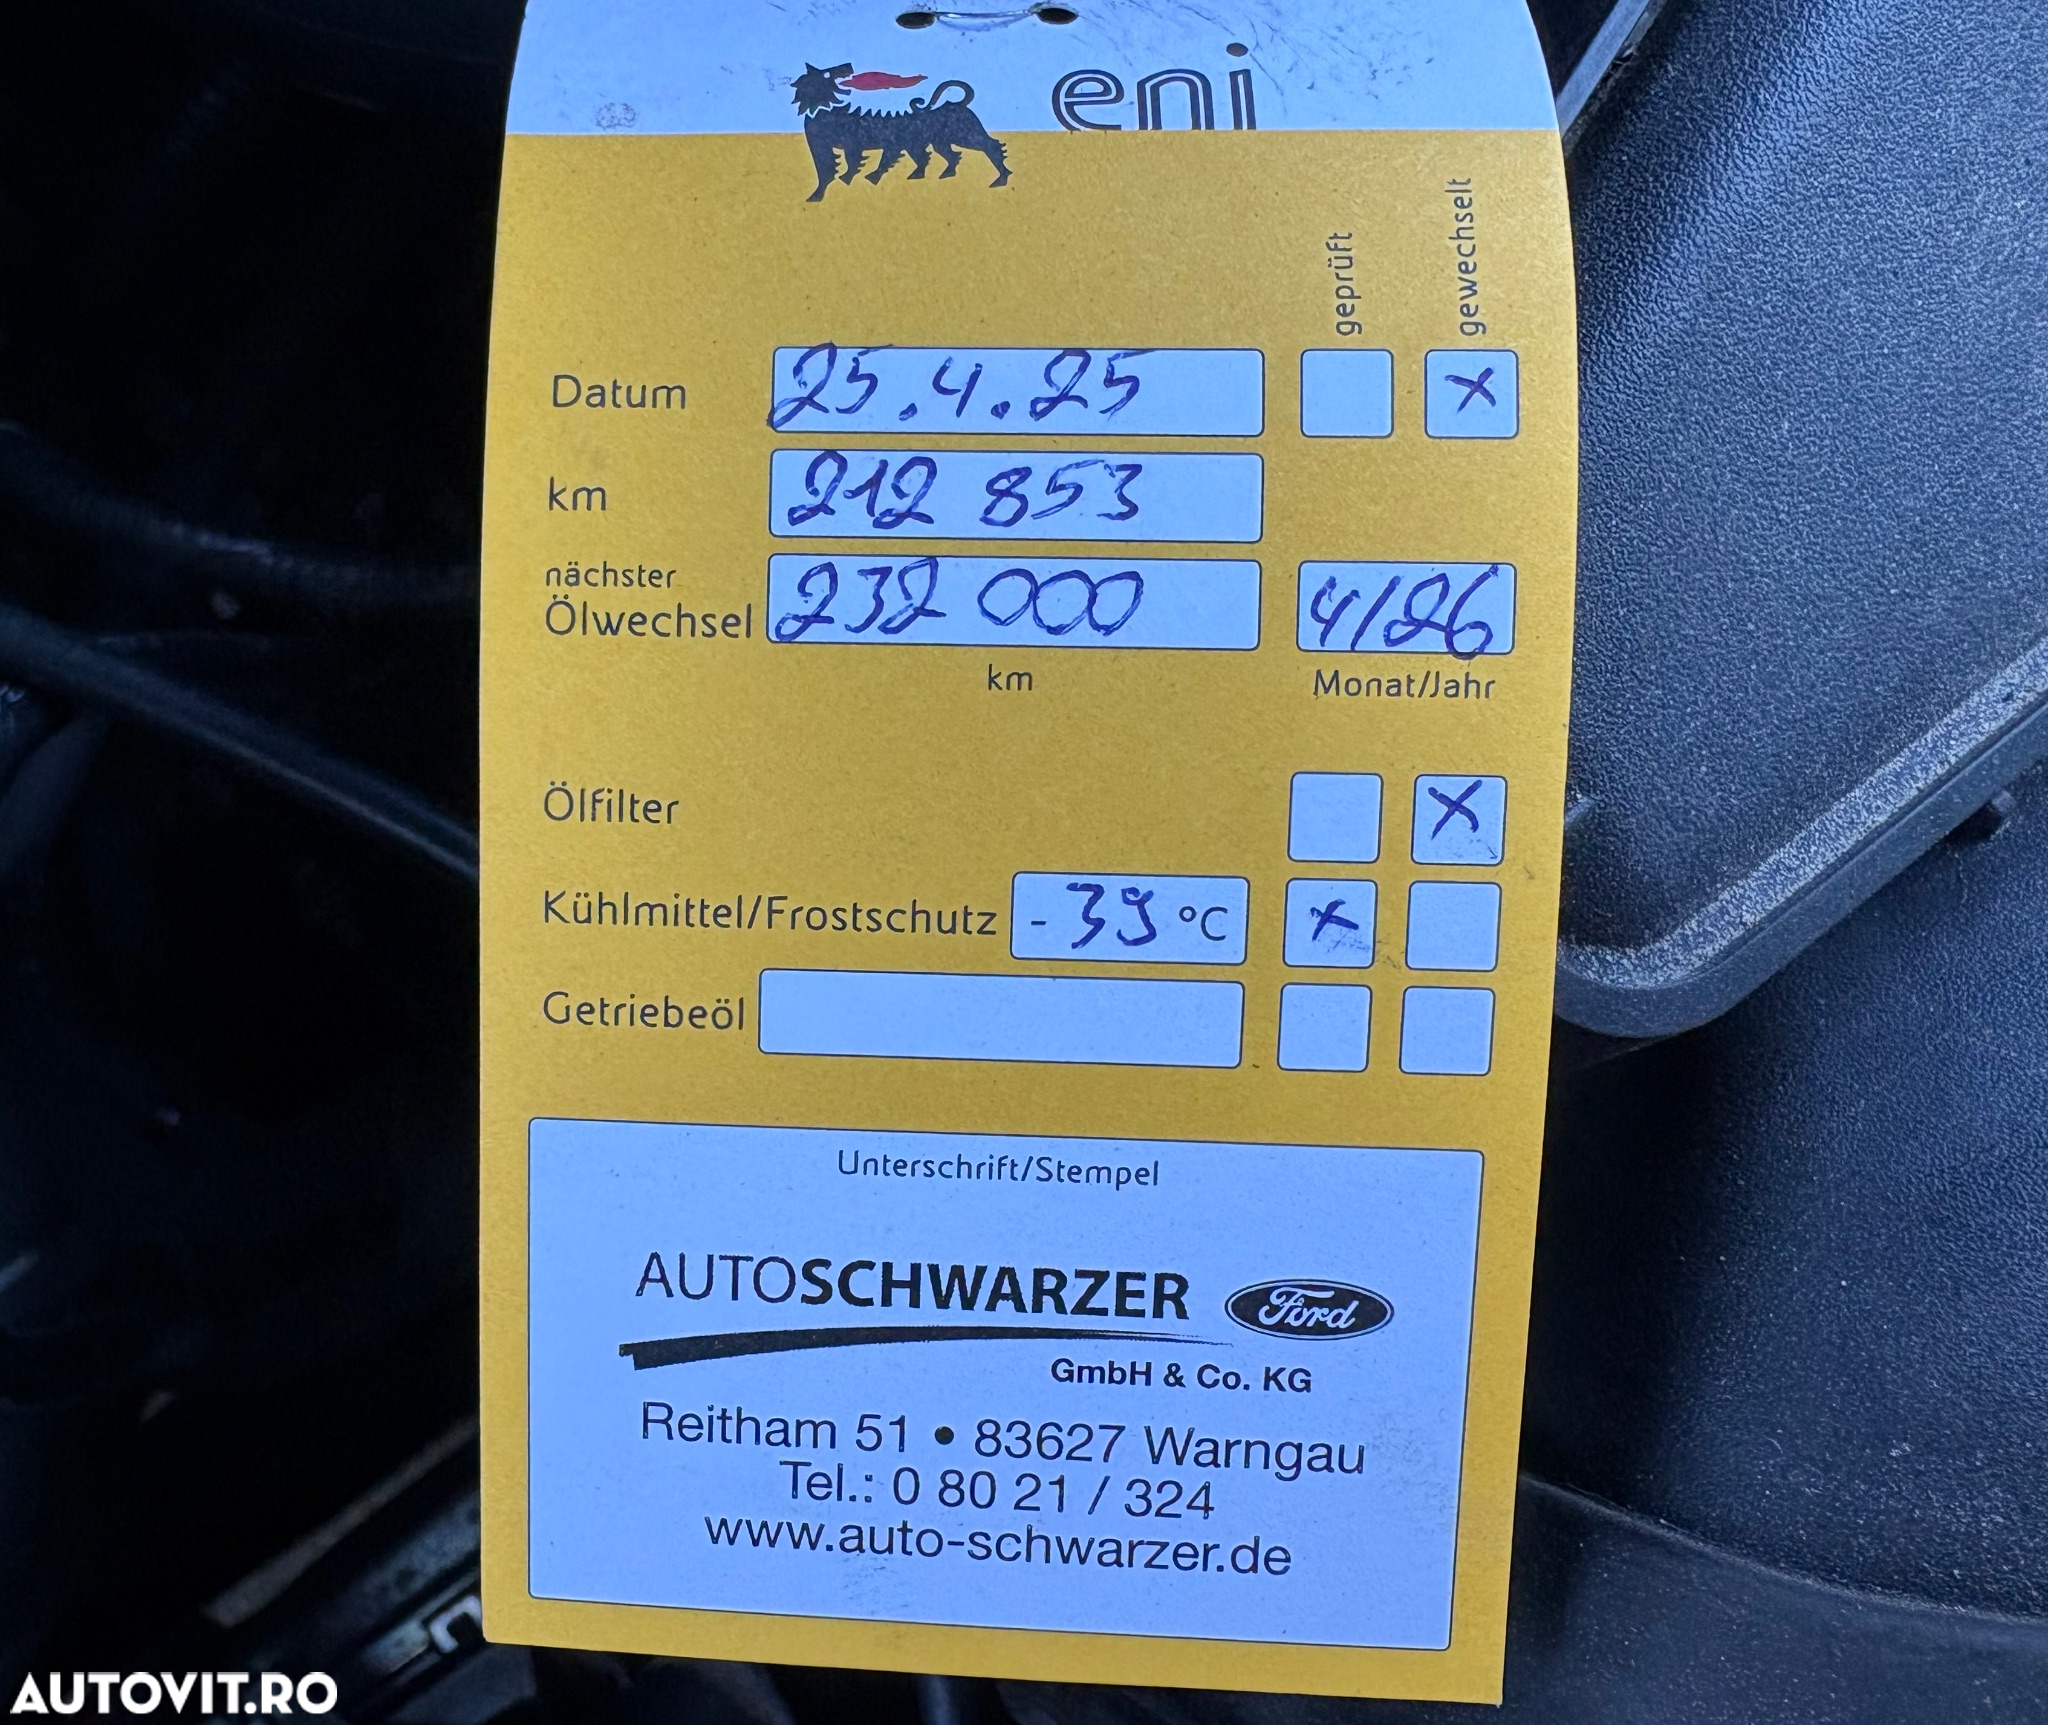 eni
geprüft gewechselt
Datum 25.4.25 x
km 212 853
nächster
Ölwechsel 232 000 4/26
km Monat/Jahr
Ölfilter x
Kühlmittel/Frostschutz - 39 °C x
Getriebeöl
Unterschrift/Stempel
AUTOSCHWARZER Ford
GmbH & Co. KG
Reitham 51 • 83627 Warngau
Tel.: 0 80 21 / 324
www.auto-schwarzer.de
AUTOVIT.RO